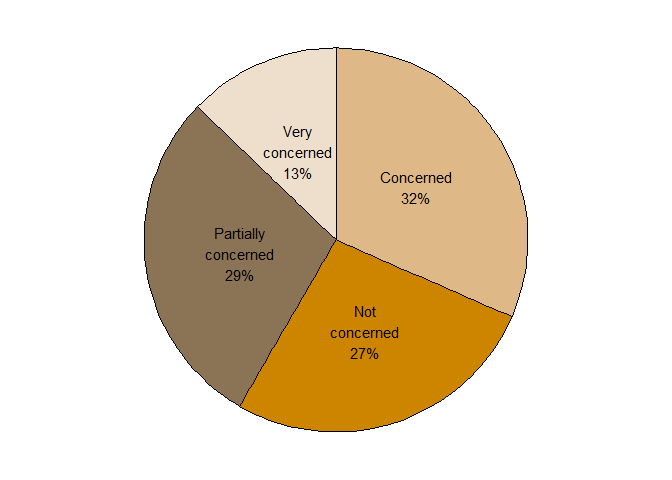 Very
concerned
13%
Concerned
32%
Partially
concerned
29%
Not
concerned
27%